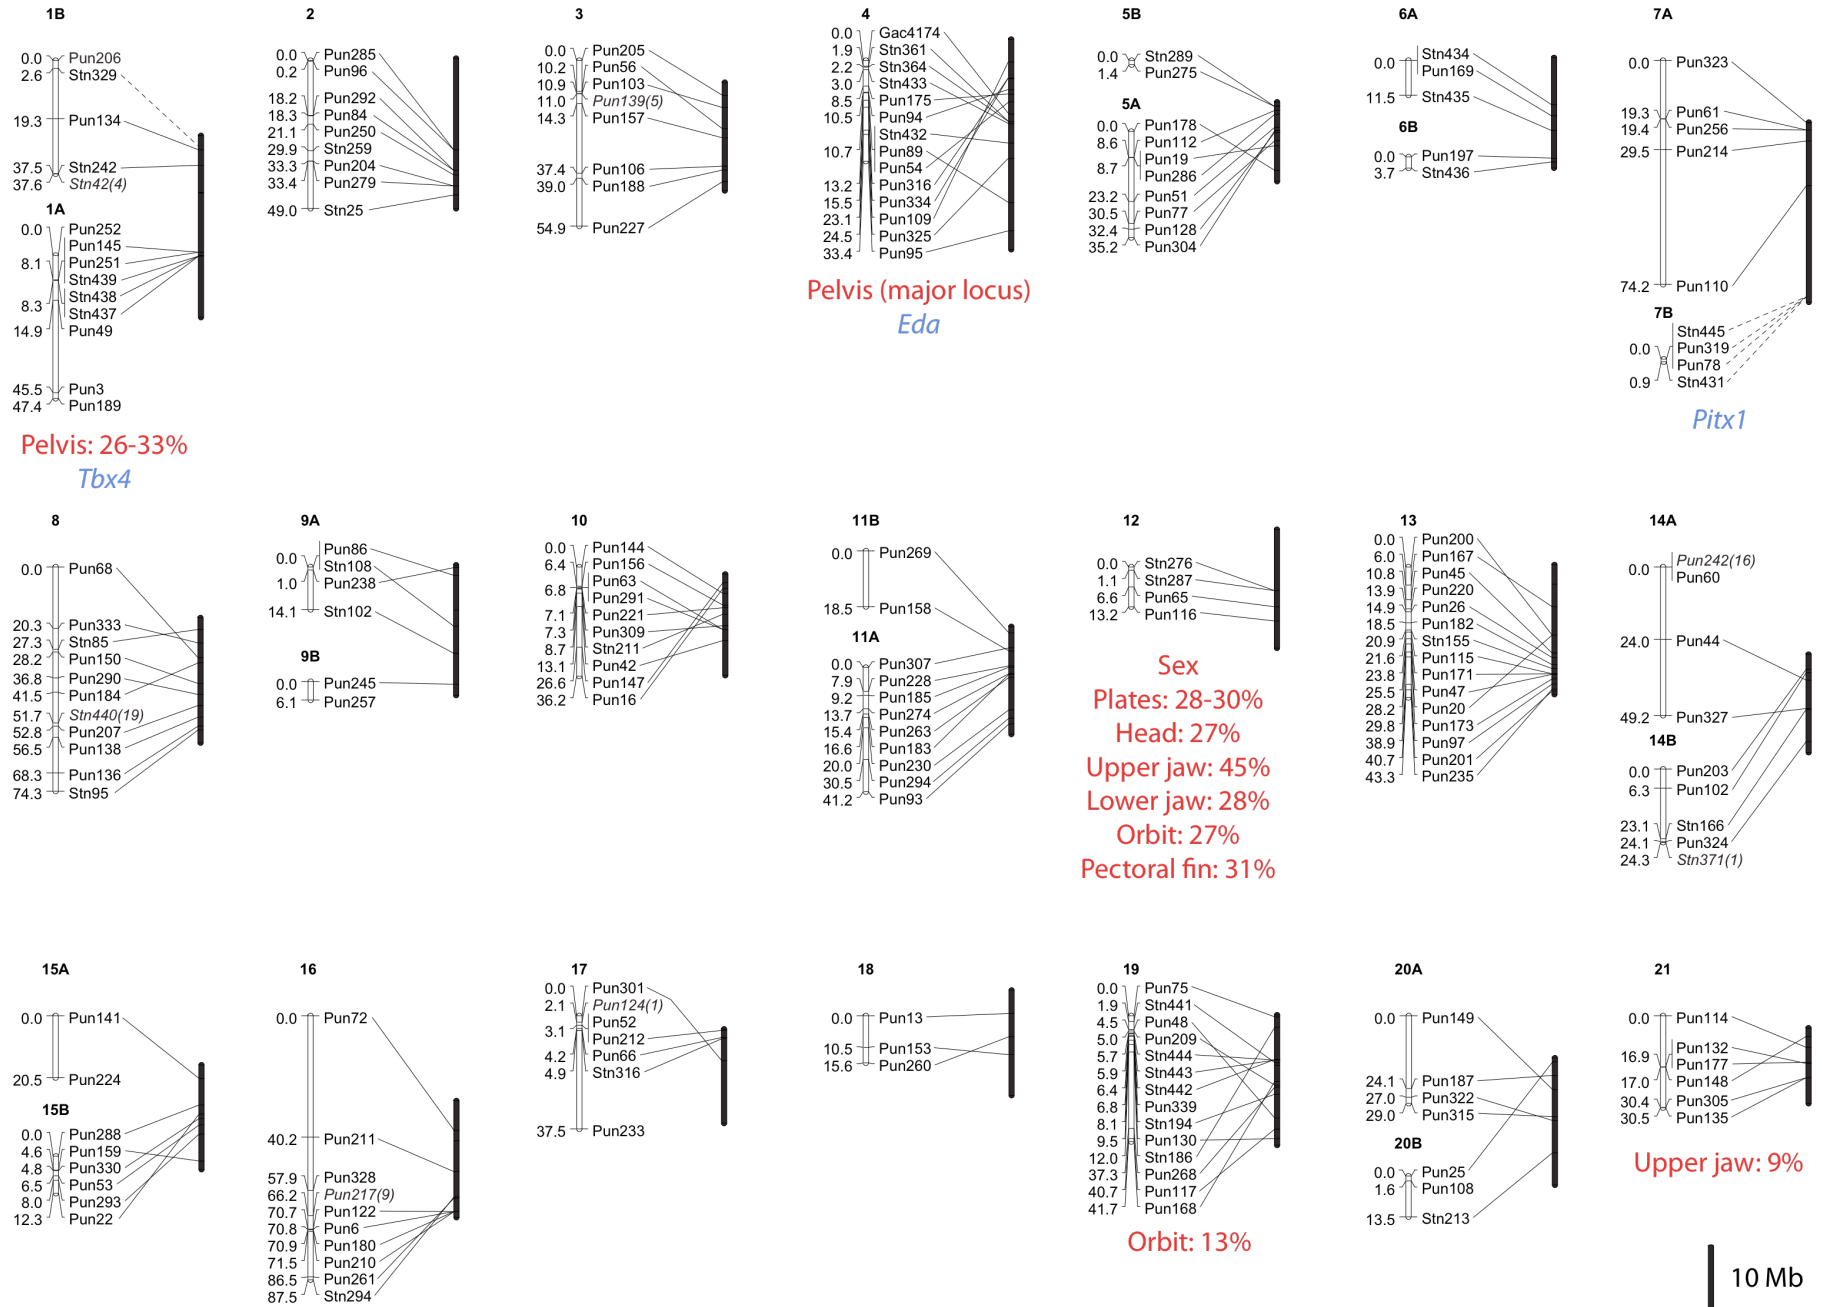 1B
0.0 Pun206
2.6 Stn329
19.3 Pun134
37.5 Stn242
37.6 Stn42(4)
1A
0.0 Pun252
Pun145
8.1 Pun251
Stn439
Stn438
8.3 Stn437
14.9 Pun49
45.5 Pun3
47.4 Pun189
Pelvis: 26-33%
Tbx4
2
0.0 Pun285
0.2 Pun96
18.2 Pun292
18.3 Pun84
21.1 Pun250
29.9 Stn259
33.3 Pun204
33.4 Pun279
49.0 Stn25
3
0.0 Pun205
10.2 Pun56
10.9 Pun103
11.0 Pun139(5)
14.3 Pun157
37.4 Pun106
39.0 Pun188
54.9 Pun227
4
0.0 Gac4174
1.9 Stn361
2.2 Stn364
3.0 Stn433
8.5 Pun175
10.5 Pun94
Stn432
10.7 Pun89
Pun54
13.2 Pun316
15.5 Pun334
23.1 Pun109
24.5 Pun325
33.4 Pun95
Pelvis (major locus)
Eda
5B
0.0 Stn289
1.4 Pun275
5A
0.0 Pun178
8.6 Pun112
Pun19
8.7 Pun286
23.2 Pun51
30.5 Pun77
32.4 Pun128
35.2 Pun304
6A
Stn434
0.0 Pun169
11.5 Stn435
6B
0.0 Pun197
3.7 Stn436
7A
0.0 Pun323
19.3 Pun61
19.4 Pun256
29.5 Pun214
74.2 Pun110
7B
Stn445
0.0 Pun319
Pun78
0.9 Stn431
Pitx1
8
0.0 Pun68
20.3 Pun333
27.3 Stn85
28.2 Pun150
36.8 Pun290
41.5 Pun184
51.7 Stn440(19)
52.8 Pun207
56.5 Pun138
68.3 Pun136
74.3 Stn95
9A
Pun86
0.0 Stn108
1.0 Pun238
14.1 Stn102
9B
0.0 Pun245
6.1 Pun257
10
0.0 Pun144
6.4 Pun156
Pun63
6.8 Pun291
7.1 Pun221
7.3 Pun309
8.7 Stn211
13.1 Pun42
26.6 Pun147
36.2 Pun16
11B
0.0 Pun269
18.5 Pun158
11A
0.0 Pun307
7.9 Pun228
9.2 Pun185
13.7 Pun274
15.4 Pun263
16.6 Pun183
20.0 Pun230
30.5 Pun294
41.2 Pun93
12
0.0 Stn276
1.1 Stn287
6.6 Pun65
13.2 Pun116
Sex
Plates: 28-30%
Head: 27%
Upper jaw: 45%
Lower jaw: 28%
Orbit: 27%
Pectoral fin: 31%
13
0.0 Pun200
6.0 Pun167
10.8 Pun45
13.9 Pun220
14.9 Pun26
18.5 Pun182
20.9 Stn155
21.6 Pun115
23.8 Pun171
25.5 Pun47
28.2 Pun20
29.8 Pun173
38.9 Pun97
40.7 Pun201
43.3 Pun235
14A
Pun242(16)
0.0 Pun60
24.0 Pun44
49.2 Pun327
14B
0.0 Pun203
6.3 Pun102
23.1 Stn166
24.1 Pun324
24.3 Stn371(1)
15A
0.0 Pun141
20.5 Pun224
15B
0.0 Pun288
4.6 Pun159
4.8 Pun330
6.5 Pun53
8.0 Pun293
12.3 Pun22
16
0.0 Pun72
40.2 Pun211
57.9 Pun328
66.2 Pun217(9)
70.7 Pun122
70.8 Pun6
70.9 Pun180
71.5 Pun210
86.5 Pun261
87.5 Stn294
17
0.0 Pun301
2.1 Pun124(1)
Pun52
3.1 Pun212
4.2 Pun66
4.9 Stn316
37.5 Pun233
18
0.0 Pun13
10.5 Pun153
15.6 Pun260
19
0.0 Pun75
1.9 Stn441
4.5 Pun48
5.0 Pun209
5.7 Stn444
5.9 Stn443
6.4 Stn442
6.8 Pun339
8.1 Stn194
9.5 Pun130
12.0 Stn186
37.3 Pun268
40.7 Pun117
41.7 Pun168
Orbit: 13%
20A
0.0 Pun149
24.1 Pun187
27.0 Pun322
29.0 Pun315
20B
0.0 Pun25
1.6 Pun108
13.5 Stn213
21
0.0 Pun114
Pun132
16.9 Pun177
17.0 Pun148
30.4 Pun305
30.5 Pun135
Upper jaw: 9%
10 Mb